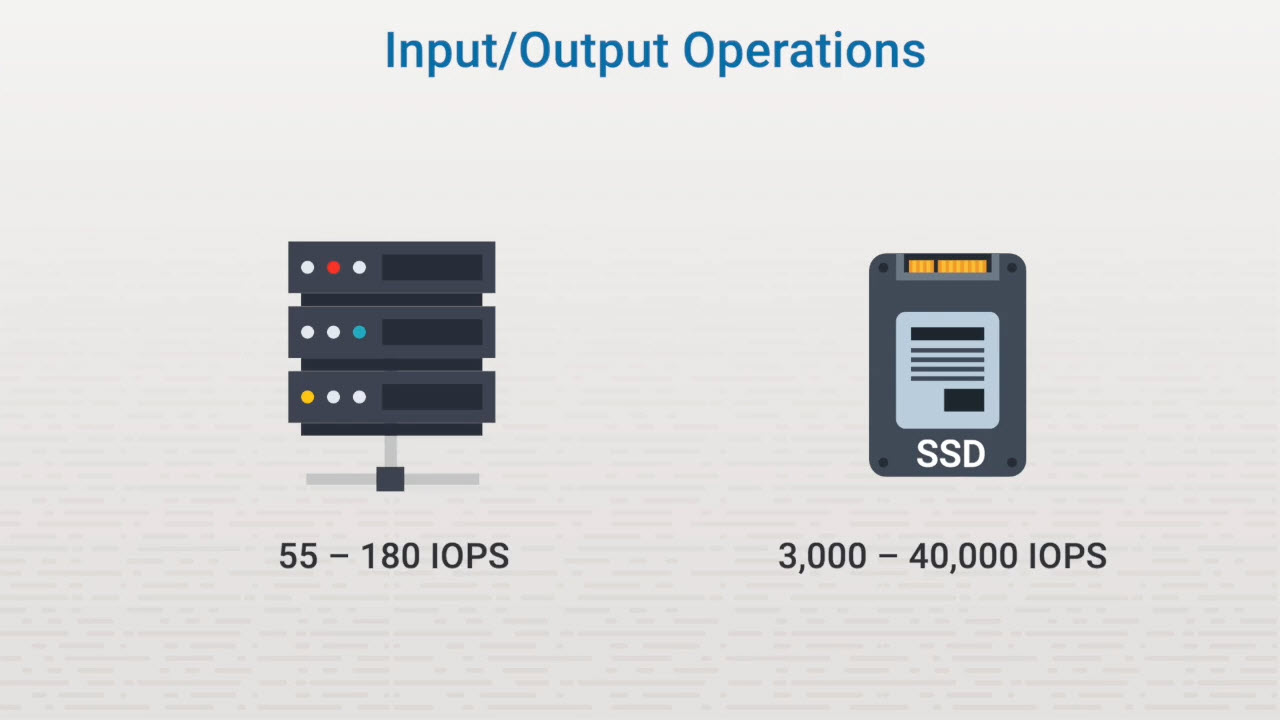 Input/Output Operations
SSD
55 – 180 IOPS
3,000 – 40,000 IOPS